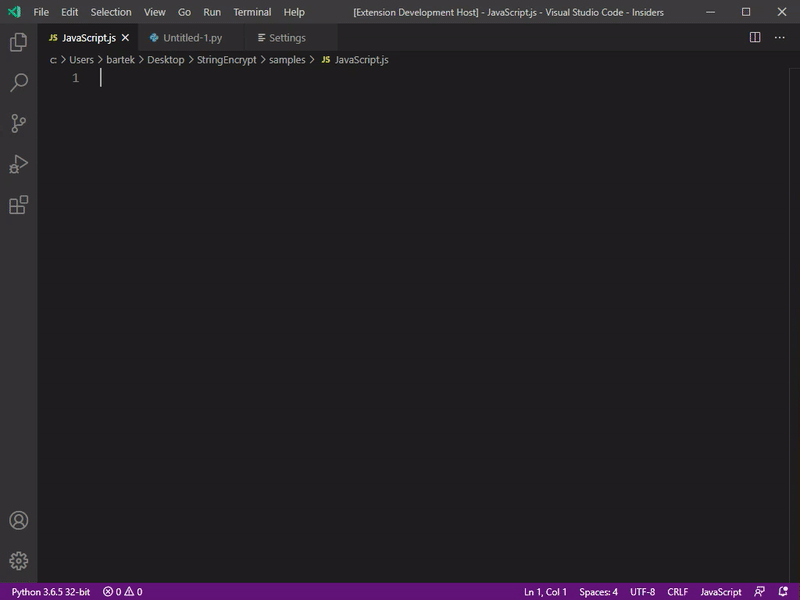 File Edit Selection View Go Run Terminal Help [Extension Development Host] - JavaScript.js - Visual Studio Code - Insiders
JS JavaScript.js Untitled-1.py Settings
c: > Users > bartek > Desktop > StringEncrypt > samples > JS JavaScript.js
1
Python 3.6.5 32-bit 0 0 Ln 1, Col 1 Spaces: 4 UTF-8 CRLF JavaScript